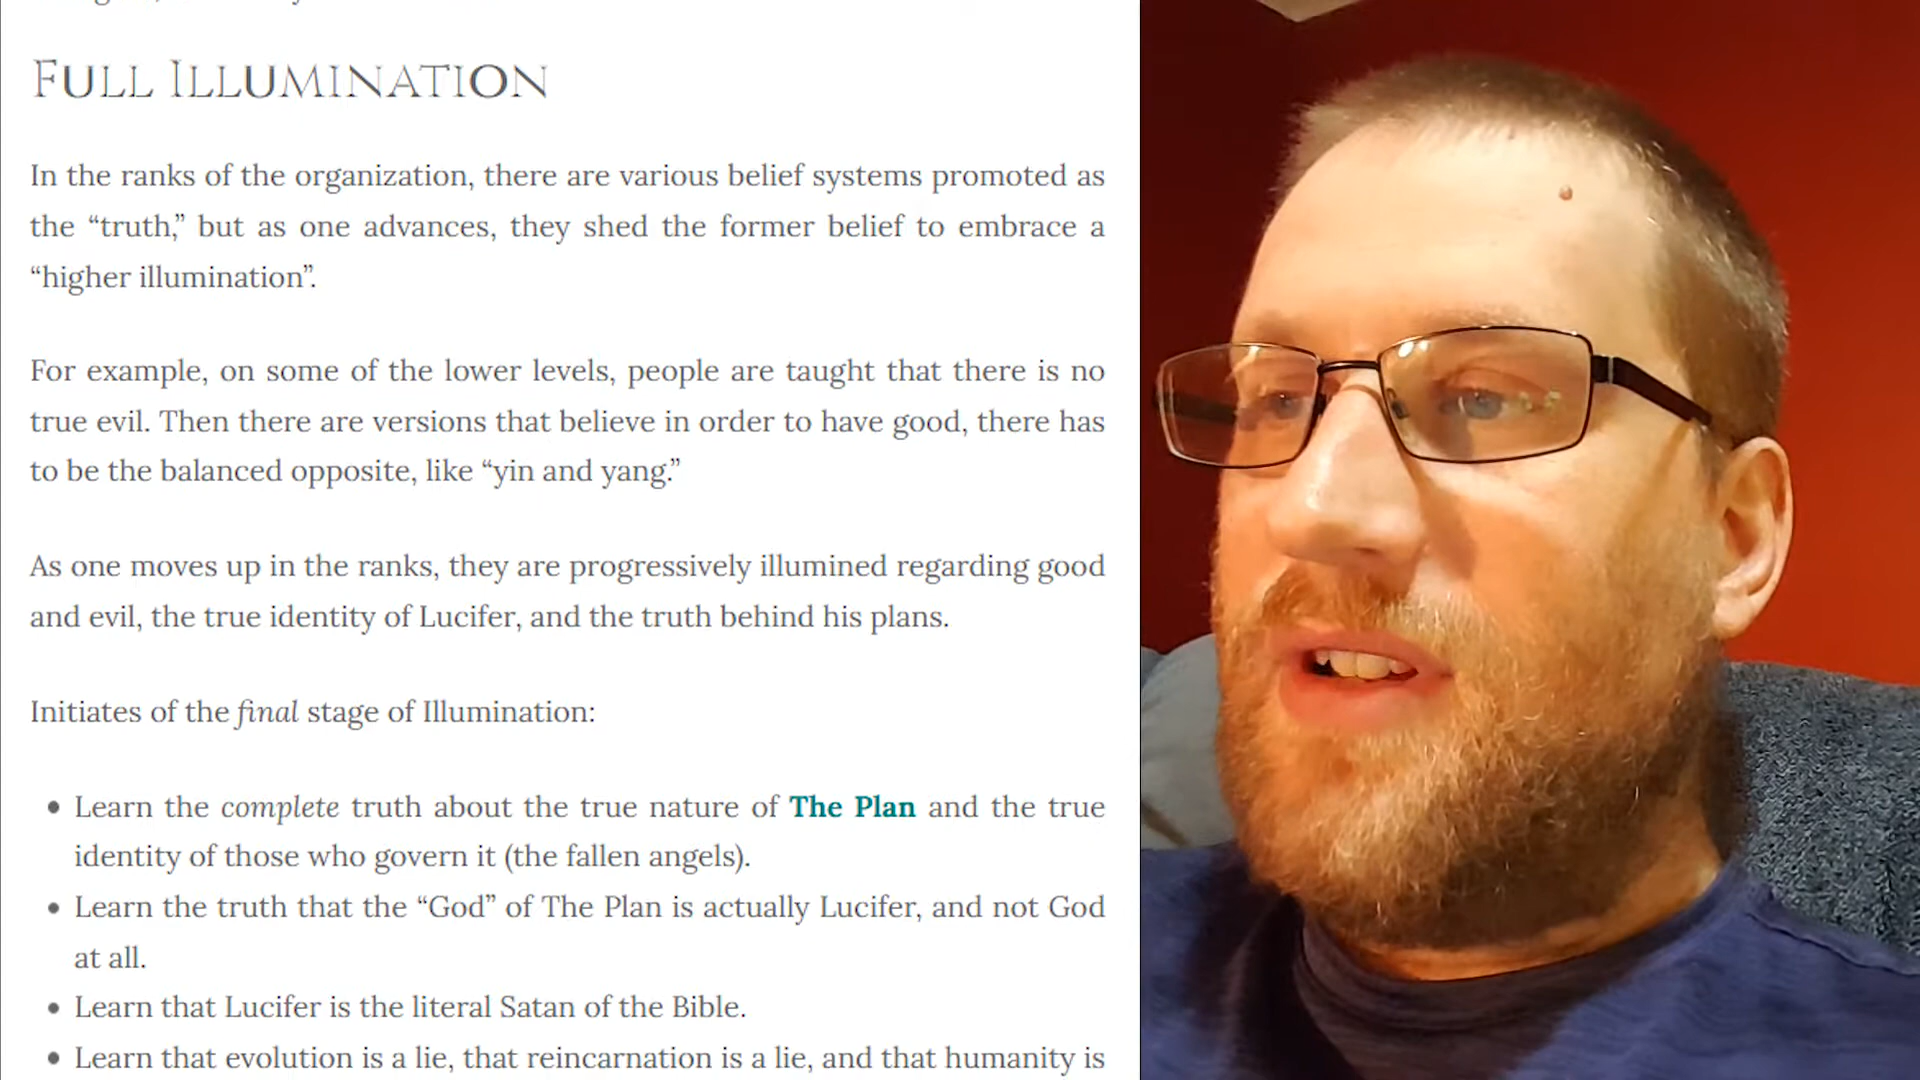 FULL ILLUMINATION
In the ranks of the organization, there are various belief systems promoted as
the “truth,” but as one advances, they shed the former belief to embrace a
“higher illumination”.
For example, on some of the lower levels, people are taught that there is no
true evil. Then there are versions that believe in order to have good, there has
to be the balanced opposite, like “yin and yang.”
As one moves up in the ranks, they are progressively illumined regarding good
and evil, the true identity of Lucifer, and the truth behind his plans.
Initiates of the final stage of Illumination:
• Learn the complete truth about the true nature of The Plan and the true
identity of those who govern it (the fallen angels).
• Learn the truth that the “God” of The Plan is actually Lucifer, and not God
at all.
• Learn that Lucifer is the literal Satan of the Bible.
• Learn that evolution is a lie, that reincarnation is a lie, and that humanity is